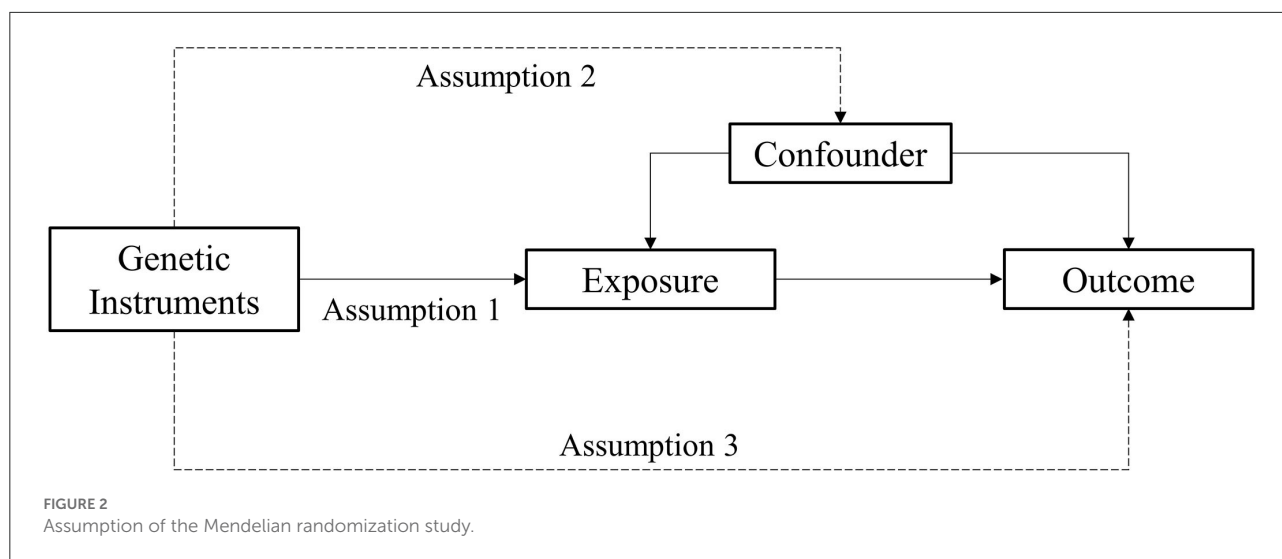 Assumption 2
Confounder
Genetic
Instruments
Exposure
Outcome
Assumption 1
Assumption 3
FIGURE 2
Assumption of the Mendelian randomization study.